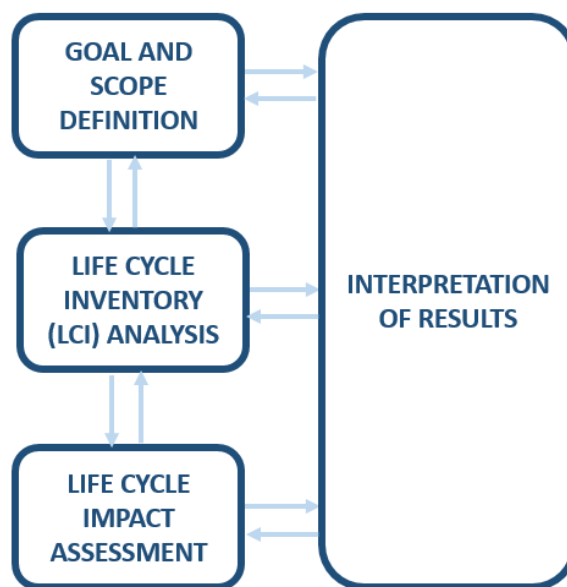 GOAL AND
SCOPE
DEFINITION
LIFE CYCLE
INVENTORY
(LCI) ANALYSIS
LIFE CYCLE
IMPACT
ASSESSMENT
INTERPRETATION
OF RESULTS